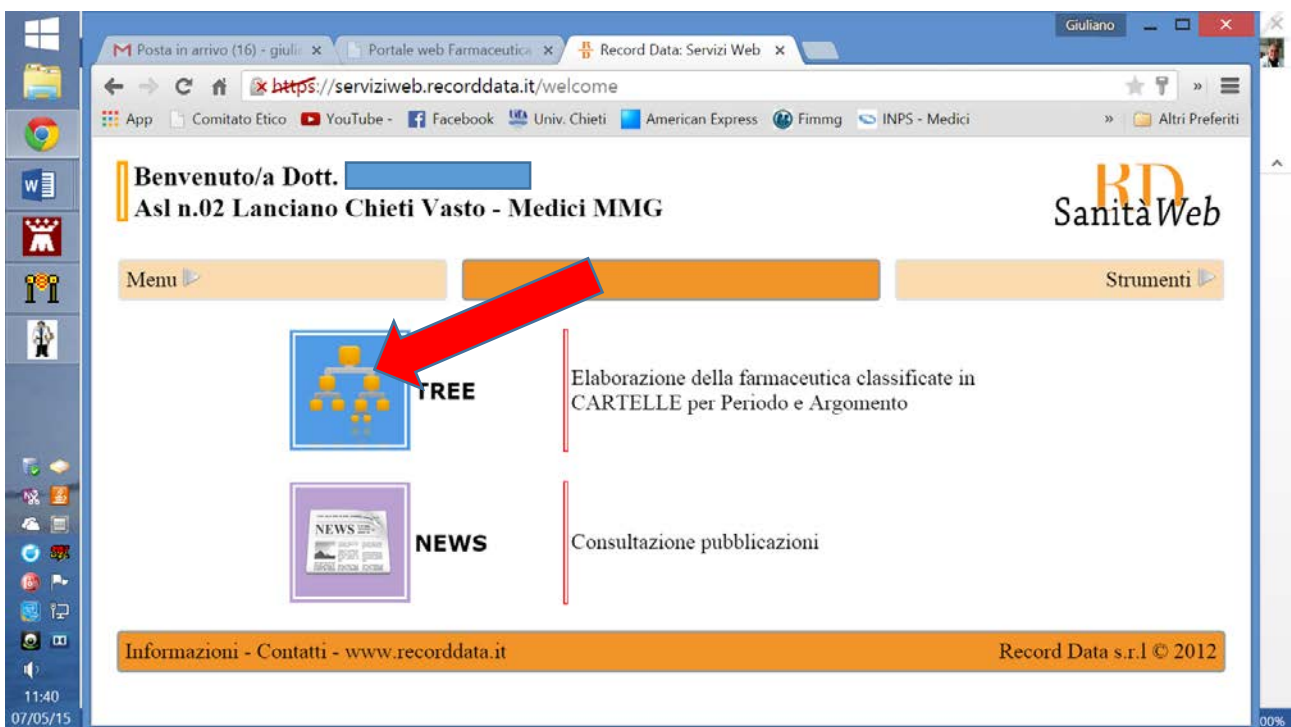 Giuliano
Posta in arrivo (16) - giuli
Portale web Farmaceutica
Record Data: Servizi Web
https://serviziweb.recorddata.it/welcome
App
Comitato Etico
YouTube -
Facebook
Univ. Chieti
American Express
Fimmg
INPS - Medici
»
Altri Preferiti
Benvenuto/a Dott.
Asl n.02 Lanciano Chieti Vasto - Medici MMG
RD
SanitàWeb
Menu
Strumenti
TREE
Elaborazione della farmaceutica classificate in
CARTELLE per Periodo e Argomento
NEWS
NEWS
Consultazione pubblicazioni
Informazioni - Contatti - www.recorddata.it
Record Data s.r.l © 2012
11:40
07/05/15
00%